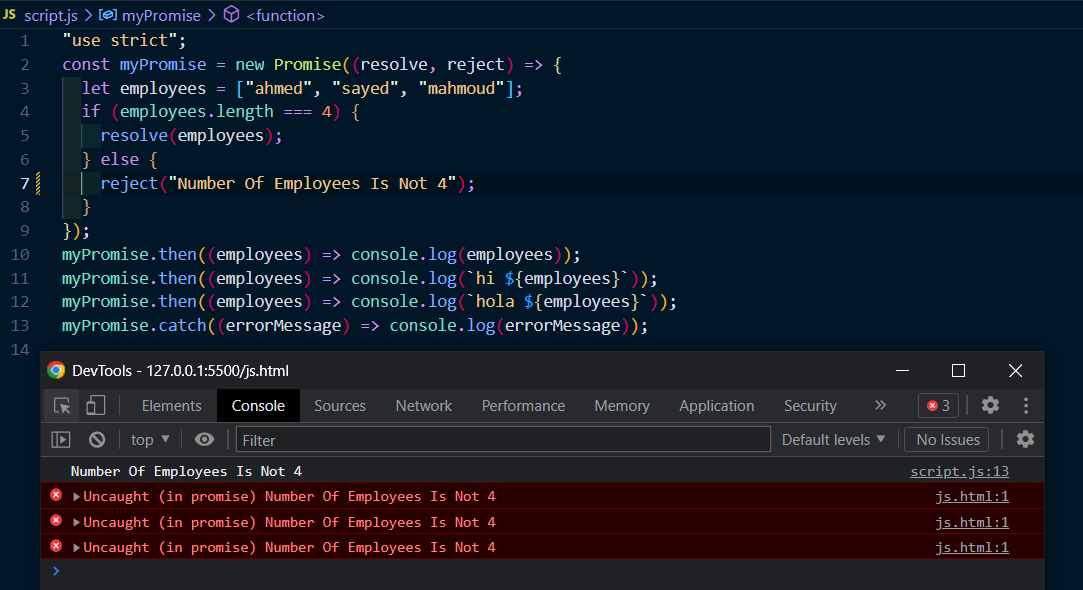 JS script.js > myPromise > <function>
1 "use strict";
2 const myPromise = new Promise((resolve, reject) => {
3 let employees = ["ahmed", "sayed", "mahmoud"];
4 if (employees.length === 4) {
5 resolve(employees);
6 } else {
7 reject("Number Of Employees Is Not 4");
8 }
9 });
10 myPromise.then((employees) => console.log(employees));
11 myPromise.then((employees) => console.log(`hi ${employees}`));
12 myPromise.then((employees) => console.log(`hola ${employees}`));
13 myPromise.catch((errorMessage) => console.log(errorMessage));
14
DevTools - 127.0.0.1:5500/js.html
Elements Console Sources Network Performance Memory Application Security » 3
top ▼ Filter Default levels ▼ No Issues
Number Of Employees Is Not 4 script.js:13
Uncaught (in promise) Number Of Employees Is Not 4 js.html:1
Uncaught (in promise) Number Of Employees Is Not 4 js.html:1
Uncaught (in promise) Number Of Employees Is Not 4 js.html:1
>